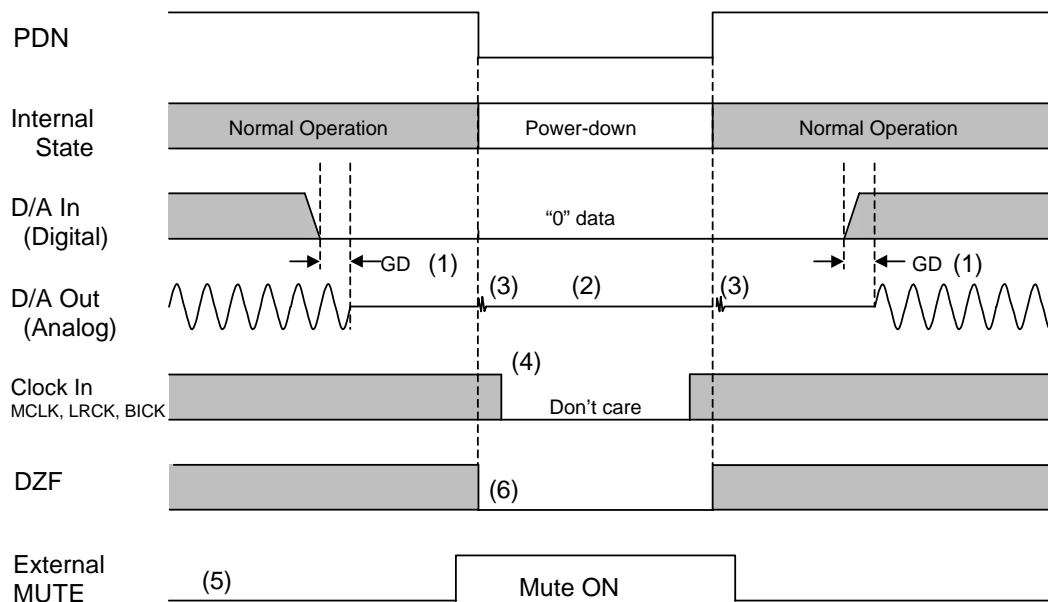 PDN
Internal
State
Normal Operation
Power-down
Normal Operation
D/A In
(Digital)
“0” data
GD (1)
GD (1)
D/A Out
(Analog)
(3)
(2)
(3)
Clock In
MCLK, LRCK, BICK
(4)
Don’t care
DZF
(6)
External
MUTE
(5)
Mute ON